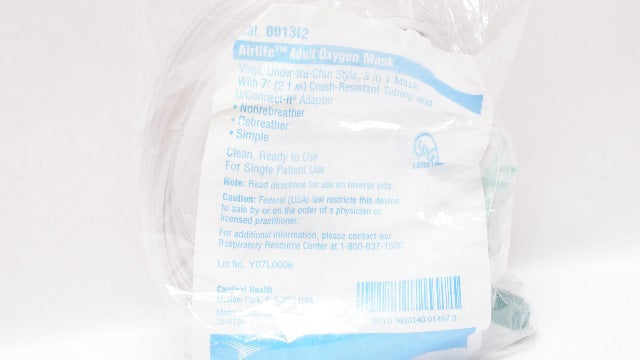 Cat. 001362
Airlife™ Adult Oxygen Mask
Vinyl, Under-the-Chin Style, 3 in 1 Mask
With 7' (2.1 m) Crush-Resistant Tubing and
U/Connect-It® Adapter
• Nonrebreather
• Rebreather
• Simple
LATEX
Clean, Ready to Use
For Single Patient Use
Note: Read directions for use on reverse side.
Caution: Federal (USA) law restricts this device
to sale by or on the order of a physician or
licensed practitioner.
For additional information, please contact our
Respiratory Resource Center at 1-800-637-1500.
Lot No. Y07L0606
Cardinal Health
Park,